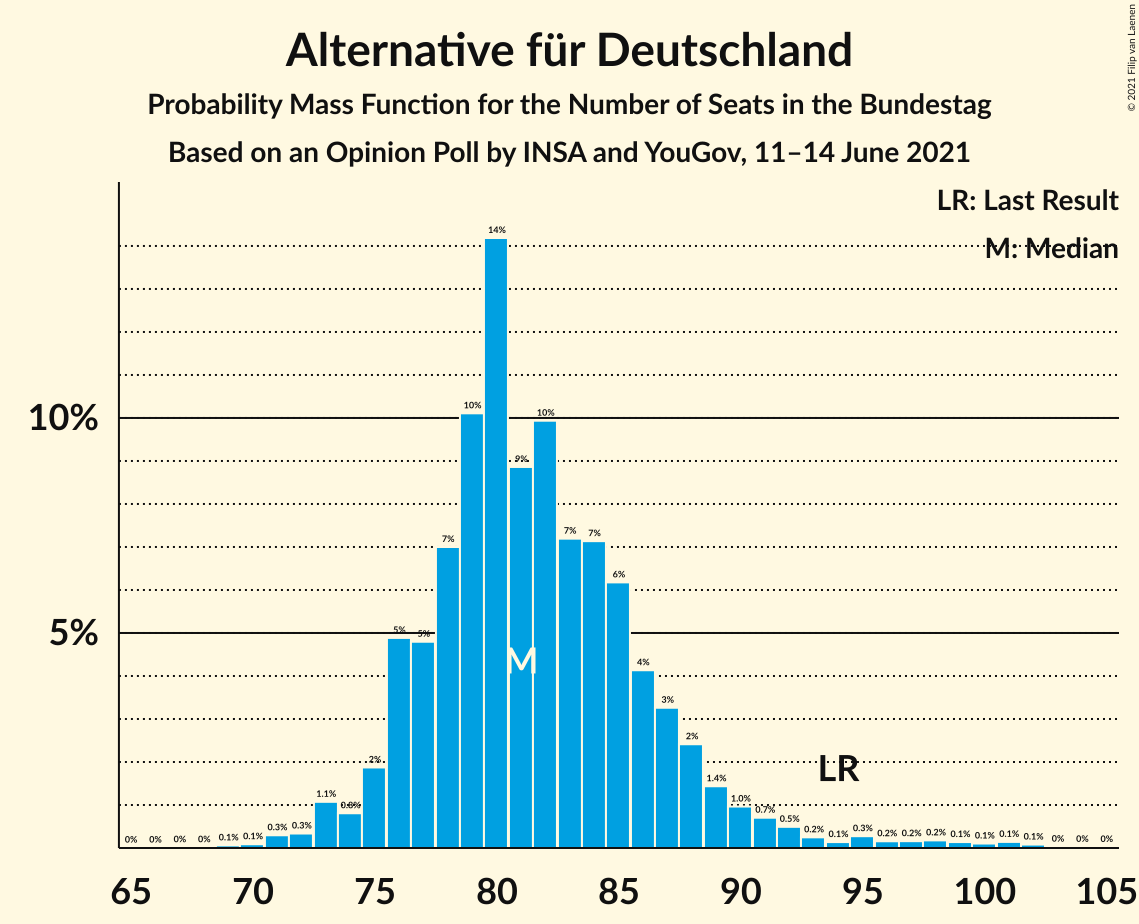 Alternative für Deutschland
Probability Mass Function for the Number of Seats in the Bundestag
Based on an Opinion Poll by INSA and YouGov, 11–14 June 2021
© 2021 Filip van Laenen
LR: Last Result
M: Median
10%
5%
0% 0% 0% 0% 0.1% 0.1% 0.3% 0.3% 1.1% 0.8% 2% 5% 5% 7% 10% 14% 9% 10% 7% 7% 6% 4% 3% 2% 1.4% 1.0% 0.7% 0.5% 0.2% 0.1% 0.3% 0.2% 0.2% 0.2% 0.1% 0.1% 0.1% 0.1% 0% 0% 0%
M
LR
65 70 75 80 85 90 95 100 105